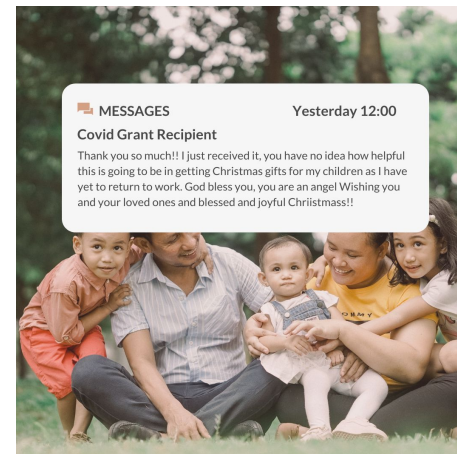 MESSAGES Yesterday 12:00
Covid Grant Recipient
Thank you so much!! I just received it, you have no idea how helpful
this is going to be in getting Christmas gifts for my children as I have
yet to return to work. God bless you, you are an angel Wishing you
and your loved ones and blessed and joyful Chriistmass!!